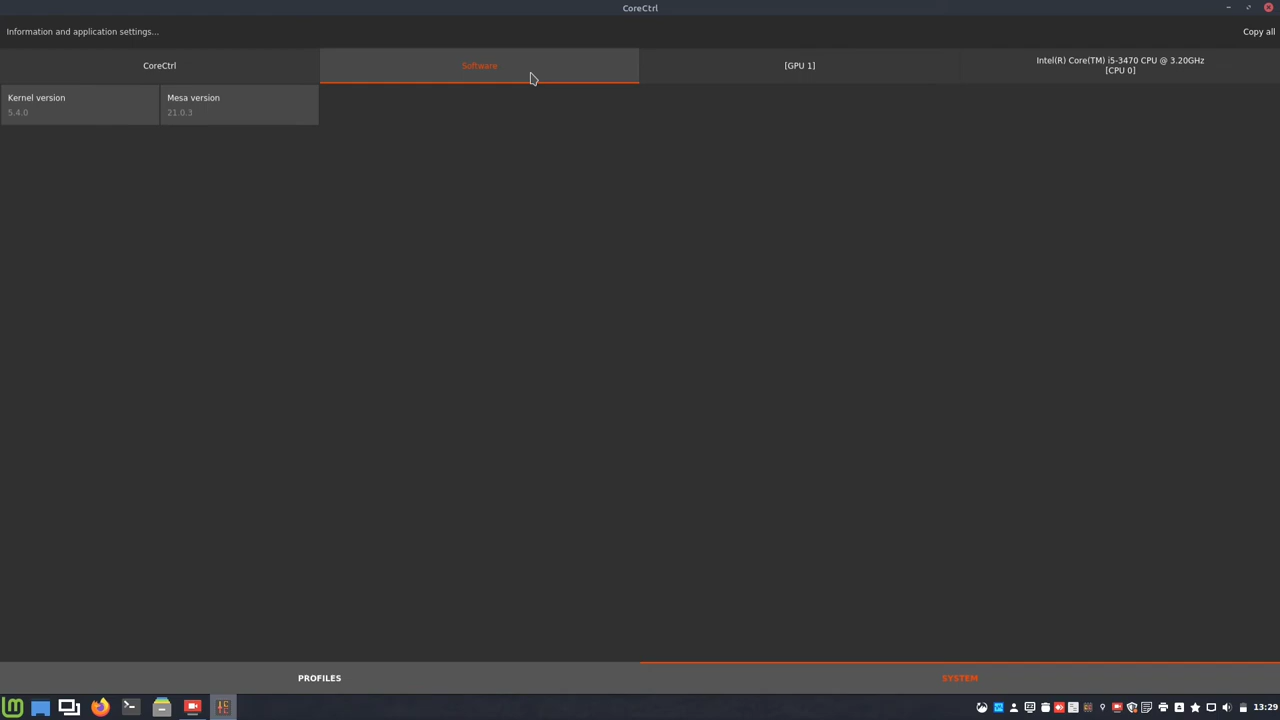 CoreCtrl
Information and application settings...
Copy all
CoreCtrl
Software
[GPU 1]
Intel(R) Core(TM) i5-3470 CPU @ 3.20GHz
[CPU 0]
Kernel version
5.4.0
Mesa version
21.0.3
PROFILES
SYSTEM
13:29